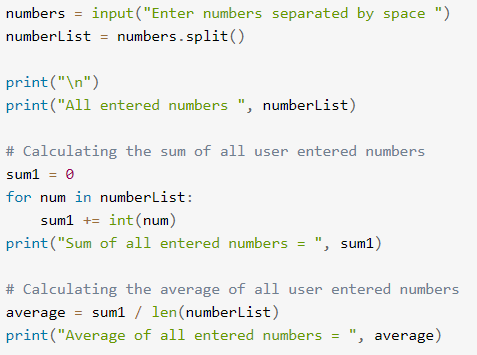 numbers = input("Enter numbers separated by space ")
numberList = numbers.split()

print("\n")
print("All entered numbers ", numberList)

# Calculating the sum of all user entered numbers
sum1 = 0
for num in numberList:
    sum1 += int(num)
print("Sum of all entered numbers = ", sum1)

# Calculating the average of all user entered numbers
average = sum1 / len(numberList)
print("Average of all entered numbers = ", average)